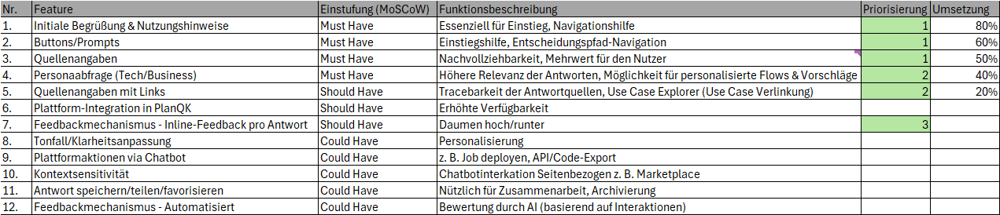 Nr. Feature Einstufung (MoSCoW) Funktionsbeschreibung Priorisierung Umsetzung
1. Initiale Begrüßung & Nutzungshinweise Must Have Essenziell für Einstieg, Navigationshilfe 1 80%
2. Buttons/Prompts Must Have Einstiegshilfe, Entscheidungspfad-Navigation 1 60%
3. Quellenangaben Must Have Nachvollziehbarkeit, Mehrwert für den Nutzer 1 50%
4. Personaabfrage (Tech/Business) Must Have Höhere Relevanz der Antworten, Möglichkeit für personalisierte Flows & Vorschläge 2 40%
5. Quellenangaben mit Links Should Have Tracebarkeit der Antwortquellen, Use Case Explorer (Use Case Verlinkung) 2 20%
6. Plattform-Integration in PlanQK Should Have Erhöhte Verfügbarkeit
7. Feedbackmechanismus - Inline-Feedback pro Antwort Should Have Daumen hoch/runter 3
8. Tonfall/Klarheitsanpassung Could Have Personalisierung
9. Plattformaktionen via Chatbot Could Have z. B. Job deployen, API/Code-Export
10. Kontextsensitivität Could Have Chatbotinterkation Seitenbezogen z. B. Marketplace
11. Antwort speichern/teilen/favorisieren Could Have Nützlich für Zusammenarbeit, Archivierung
12. Feedbackmechanismus - Automatisiert Could Have Bewertung durch AI (basierend auf Interaktionen)